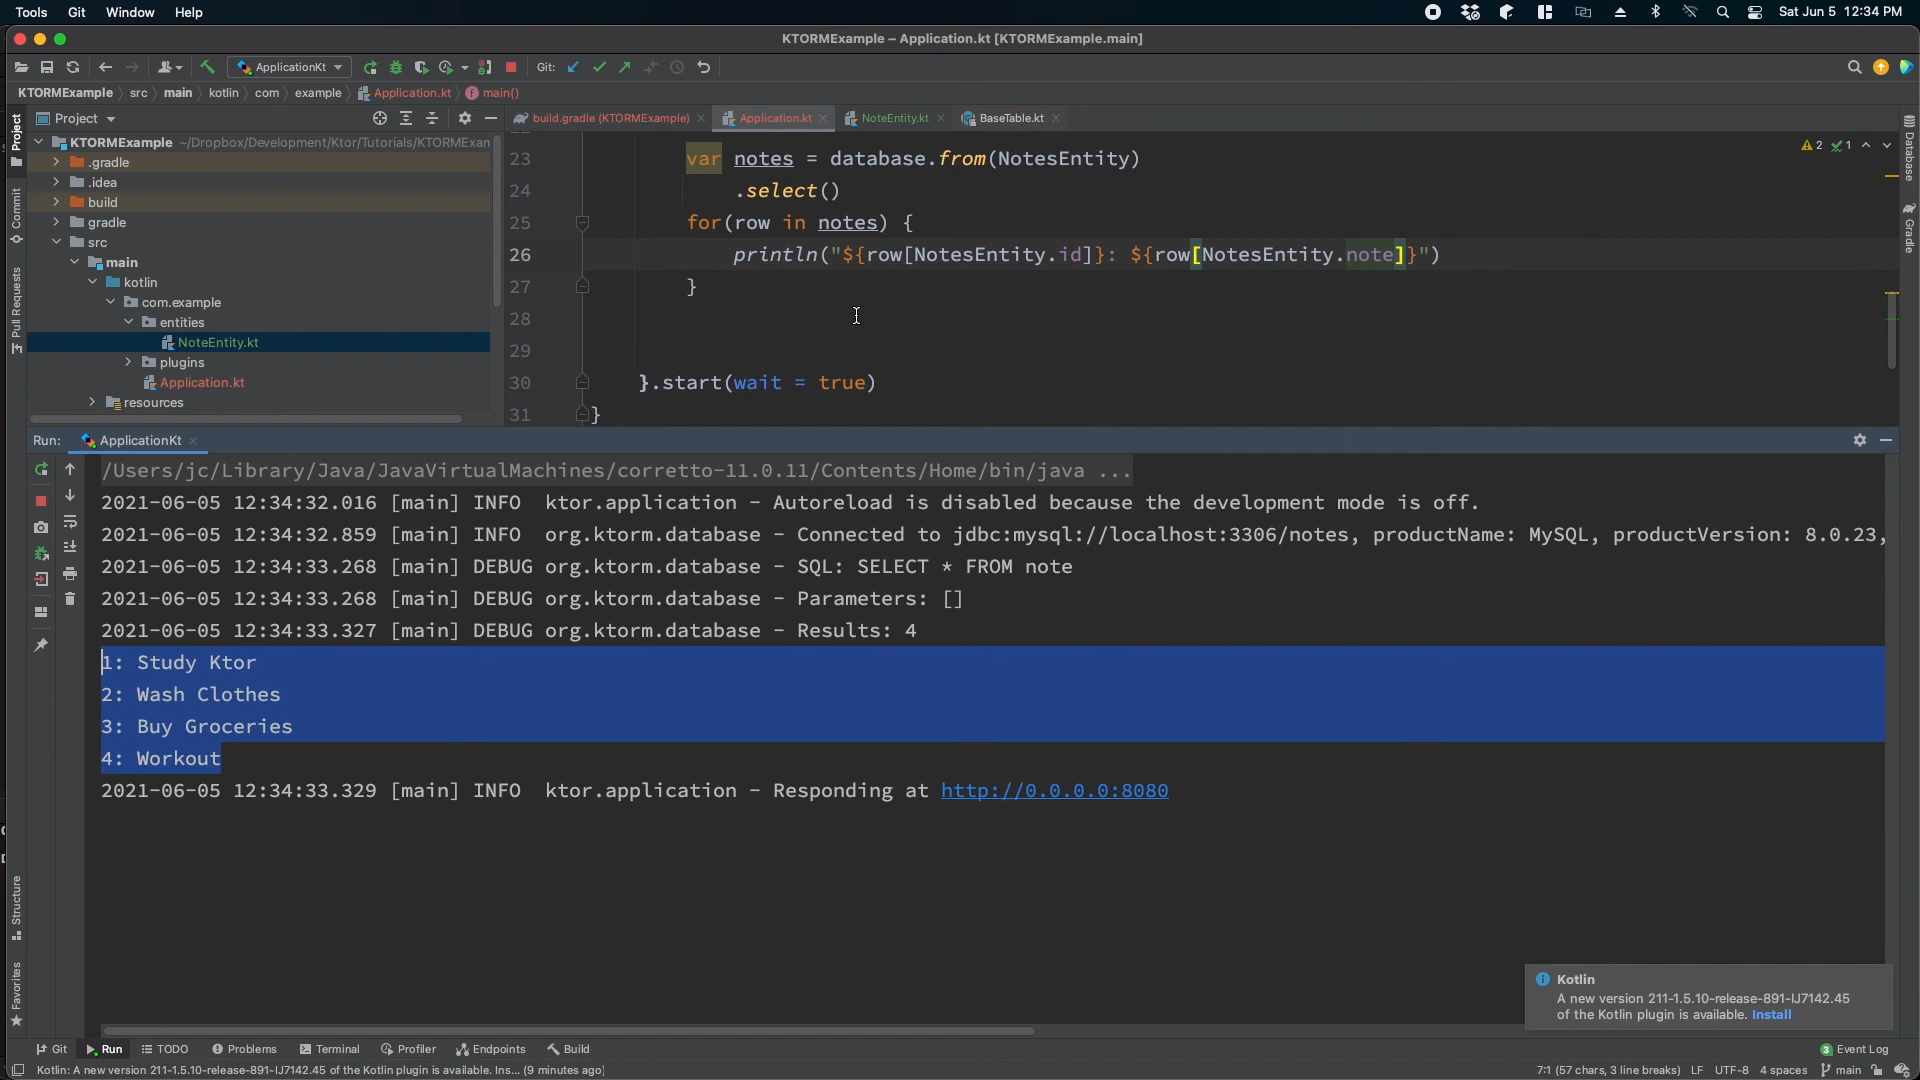 Tools Git Window Help Sat Jun 5 12:34 PM
KTORMExample – Application.kt [KTORMExample.main]
ApplicationKt Git:
KTORMExample src main kotlin com example Application.kt main()
Project build.gradle (KTORMExample) Application.kt NoteEntity.kt BaseTable.kt
Project
Commit
Pull Requests
Structure
Favorites
Database
Gradle
KTORMExample ~/Dropbox/Development/Ktor/Tutorials/KTORMExam
.gradle
.idea
build
gradle
src
main
kotlin
com.example
entities
NoteEntity.kt
plugins
Application.kt
resources
2 1
23 var notes = database.from(NotesEntity)
24 .select()
25 for(row in notes) {
26 println("${row[NotesEntity.id]}: ${row[NotesEntity.note]}")
27 }
28
29
30 }.start(wait = true)
31 }
Run: ApplicationKt
/Users/jc/Library/Java/JavaVirtualMachines/corretto-11.0.11/Contents/Home/bin/java ...
2021-06-05 12:34:32.016 [main] INFO ktor.application - Autoreload is disabled because the development mode is off.
2021-06-05 12:34:32.859 [main] INFO org.ktorm.database - Connected to jdbc:mysql://localhost:3306/notes, productName: MySQL, productVersion: 8.0.23,
2021-06-05 12:34:33.268 [main] DEBUG org.ktorm.database - SQL: SELECT * FROM note
2021-06-05 12:34:33.268 [main] DEBUG org.ktorm.database - Parameters: []
2021-06-05 12:34:33.327 [main] DEBUG org.ktorm.database - Results: 4
1: Study Ktor
2: Wash Clothes
3: Buy Groceries
4: Workout
2021-06-05 12:34:33.329 [main] INFO ktor.application - Responding at http://0.0.0.0:8080
Kotlin
A new version 211-1.5.10-release-891-IJ7142.45
of the Kotlin plugin is available. Install
Git Run TODO Problems Terminal Profiler Endpoints Build 3 Event Log
Kotlin: A new version 211-1.5.10-release-891-IJ7142.45 of the Kotlin plugin is available. Ins... (9 minutes ago) 7:1 (57 chars, 3 line breaks) LF UTF-8 4 spaces main